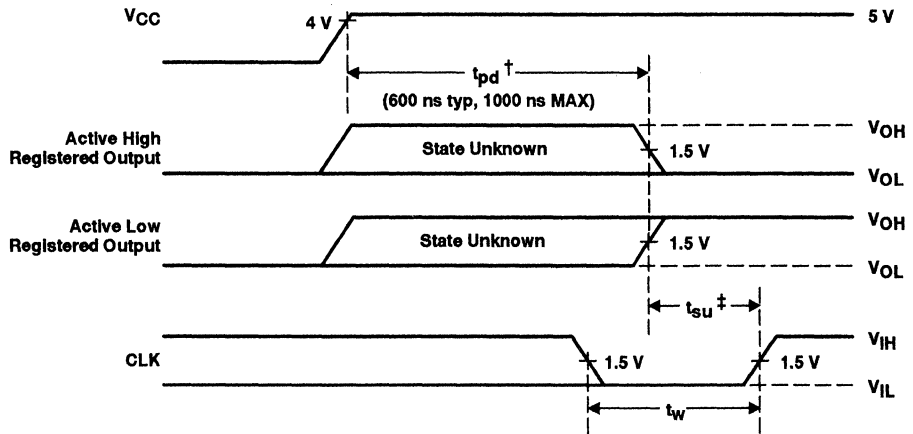 VCC
4 V
5 V
tpd †
(600 ns typ, 1000 ns MAX)
Active High
Registered Output
State Unknown
VOH
1.5 V
VOL
Active Low
Registered Output
State Unknown
VOH
1.5 V
VOL
tsu ‡
CLK
1.5 V
1.5 V
VIH
VIL
tw